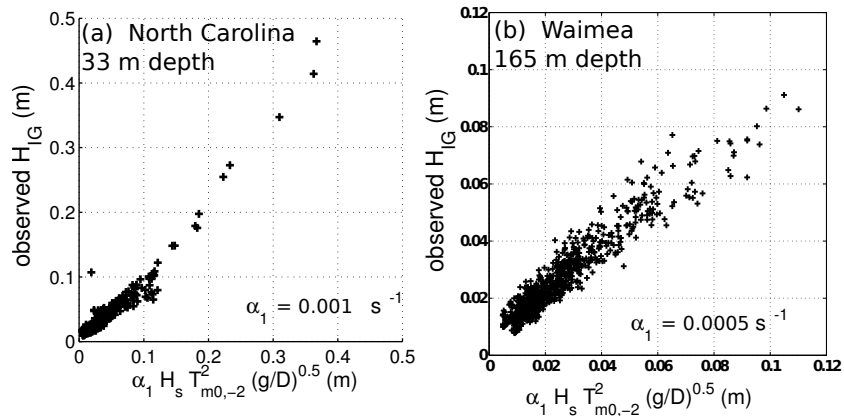 (a) North Carolina
33 m depth
observed H_IG (m)
0.5
0.4
0.3
0.2
0.1
0
0 0.1 0.2 0.3 0.4 0.5
α_1 = 0.001 s^-1
α_1 H_s T^2_m0,-2 (g/D)^0.5 (m)
(b) Waimea
165 m depth
observed H_IG (m)
0.12
0.10
0.08
0.06
0.04
0.02
0.00
0.02 0.04 0.06 0.08 0.1 0.12
α_1 = 0.0005 s^-1
α_1 H_s T^2_m0,-2 (g/D)^0.5 (m)